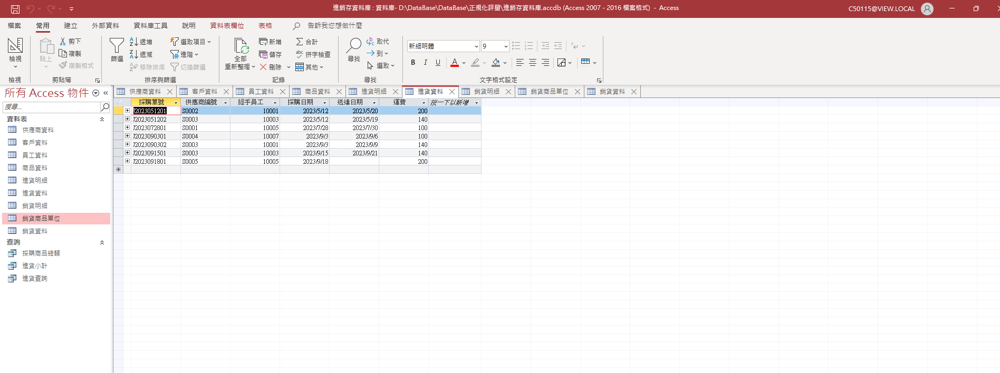 進銷存資料庫 : 資料庫- D:\DataBase\DataBase\正規化評量\進銷存資料庫.accdb (Access 2007 - 2016 檔案格式) - Access
C50115@VIEW.LOCAL
檔案 常用 建立 外部資料 資料庫工具 說明 資料表欄位 表格 告訴我您想做什麼
檢視
檢視
貼上
剪下
複製
複製格式
剪貼簿
篩選
遞增
遞減
移除排序
選取項目
進階
切換篩選
排序與篩選
全部
重新整理
新增
儲存
刪除
合計
拼字檢查
其他
記錄
尋找
取代
到
選取
尋找
新細明體 9
B I U A
文字格式設定
所有 Access 物件
搜尋...
資料表
供應商資料
客戶資料
員工資料
商品資料
進貨明細
進貨資料
銷貨明細
銷貨商品單位
銷貨資料
查詢
採購商品總額
進貨小計
進貨查詢
供應商資料 客戶資料 員工資料 商品資料 進貨明細 進貨資料 銷貨明細 銷貨商品單位 銷貨資料
採購單號 供應商編號 經手員工 採購日期 送達日期 運費 按一下以新增
J2023051201 S0002 10001 2023/5/12 2023/5/20 200
J2023051202 S0003 10003 2023/5/12 2023/5/19 140
J2023072801 S0001 10005 2023/7/28 2023/7/30 100
J2023090301 S0004 10007 2023/9/3 2023/9/6 100
J2023090302 S0003 10001 2023/9/3 2023/9/9 140
J2023091501 S0003 10003 2023/9/15 2023/9/21 140
J2023091801 S0005 10005 2023/9/18 200